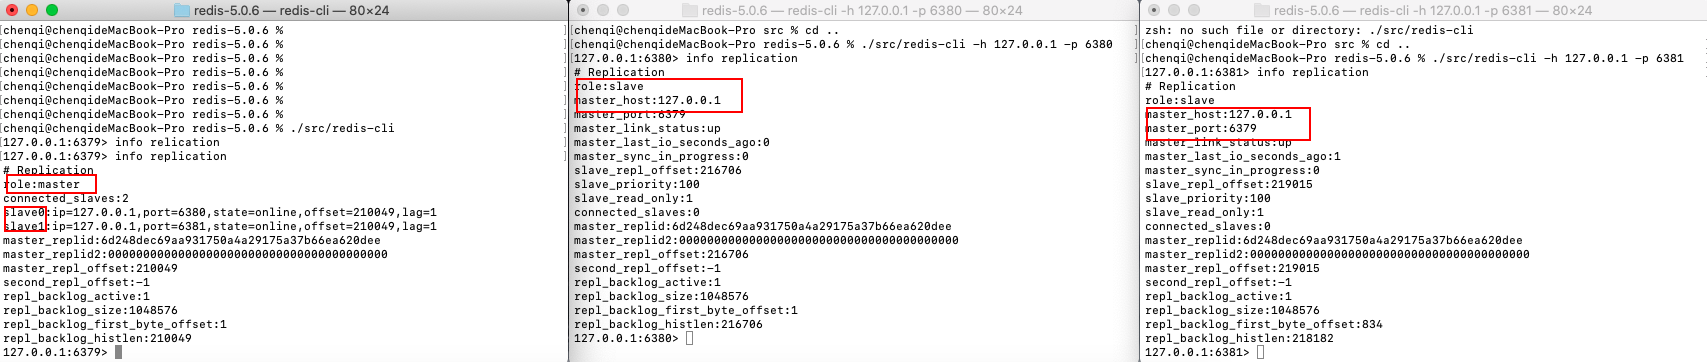 redis-5.0.6 — redis-cli — 80×24
[chenqi@chenqideMacBook-Pro redis-5.0.6 %
[chenqi@chenqideMacBook-Pro redis-5.0.6 %
[chenqi@chenqideMacBook-Pro redis-5.0.6 %
[chenqi@chenqideMacBook-Pro redis-5.0.6 %
[chenqi@chenqideMacBook-Pro redis-5.0.6 %
[chenqi@chenqideMacBook-Pro redis-5.0.6 %
[chenqi@chenqideMacBook-Pro redis-5.0.6 %
[chenqi@chenqideMacBook-Pro redis-5.0.6 % ./src/redis-cli
[127.0.0.1:6379> info relication
[127.0.0.1:6379> info replication
# Replication
role:master
connected_slaves:2
slave0:ip=127.0.0.1,port=6380,state=online,offset=210049,lag=1
slave1:ip=127.0.0.1,port=6381,state=online,offset=210049,lag=1
master_replid:6d248dec69aa931750a4a29175a37b66ea620dee
master_replid2:0000000000000000000000000000000000000000
master_repl_offset:210049
second_repl_offset:-1
repl_backlog_active:1
repl_backlog_size:1048576
repl_backlog_first_byte_offset:1
repl_backlog_histlen:210049
127.0.0.1:6379>
redis-5.0.6 — redis-cli -h 127.0.0.1 -p 6380 — 80×24
[chenqi@chenqideMacBook-Pro src % cd ..
[chenqi@chenqideMacBook-Pro redis-5.0.6 % ./src/redis-cli -h 127.0.0.1 -p 6380
[127.0.0.1:6380> info replication
# Replication
role:slave
master_host:127.0.0.1
master_port:6379
master_link_status:up
master_last_io_seconds_ago:0
master_sync_in_progress:0
slave_repl_offset:216706
slave_priority:100
slave_read_only:1
connected_slaves:0
master_replid:6d248dec69aa931750a4a29175a37b66ea620dee
master_replid2:0000000000000000000000000000000000000000
master_repl_offset:216706
second_repl_offset:-1
repl_backlog_active:1
repl_backlog_size:1048576
repl_backlog_first_byte_offset:1
repl_backlog_histlen:216706
127.0.0.1:6380>
redis-5.0.6 — redis-cli -h 127.0.0.1 -p 6381 — 80×24
zsh: no such file or directory: ./src/redis-cli
[chenqi@chenqideMacBook-Pro src % cd ..
[chenqi@chenqideMacBook-Pro redis-5.0.6 % ./src/redis-cli -h 127.0.0.1 -p 6381
[127.0.0.1:6381> info replication
# Replication
role:slave
master_host:127.0.0.1
master_port:6379
master_link_status:up
master_last_io_seconds_ago:1
master_sync_in_progress:0
slave_repl_offset:219015
slave_priority:100
slave_read_only:1
connected_slaves:0
master_replid:6d248dec69aa931750a4a29175a37b66ea620dee
master_replid2:0000000000000000000000000000000000000000
master_repl_offset:219015
second_repl_offset:-1
repl_backlog_active:1
repl_backlog_size:1048576
repl_backlog_first_byte_offset:834
repl_backlog_histlen:218182
127.0.0.1:6381>